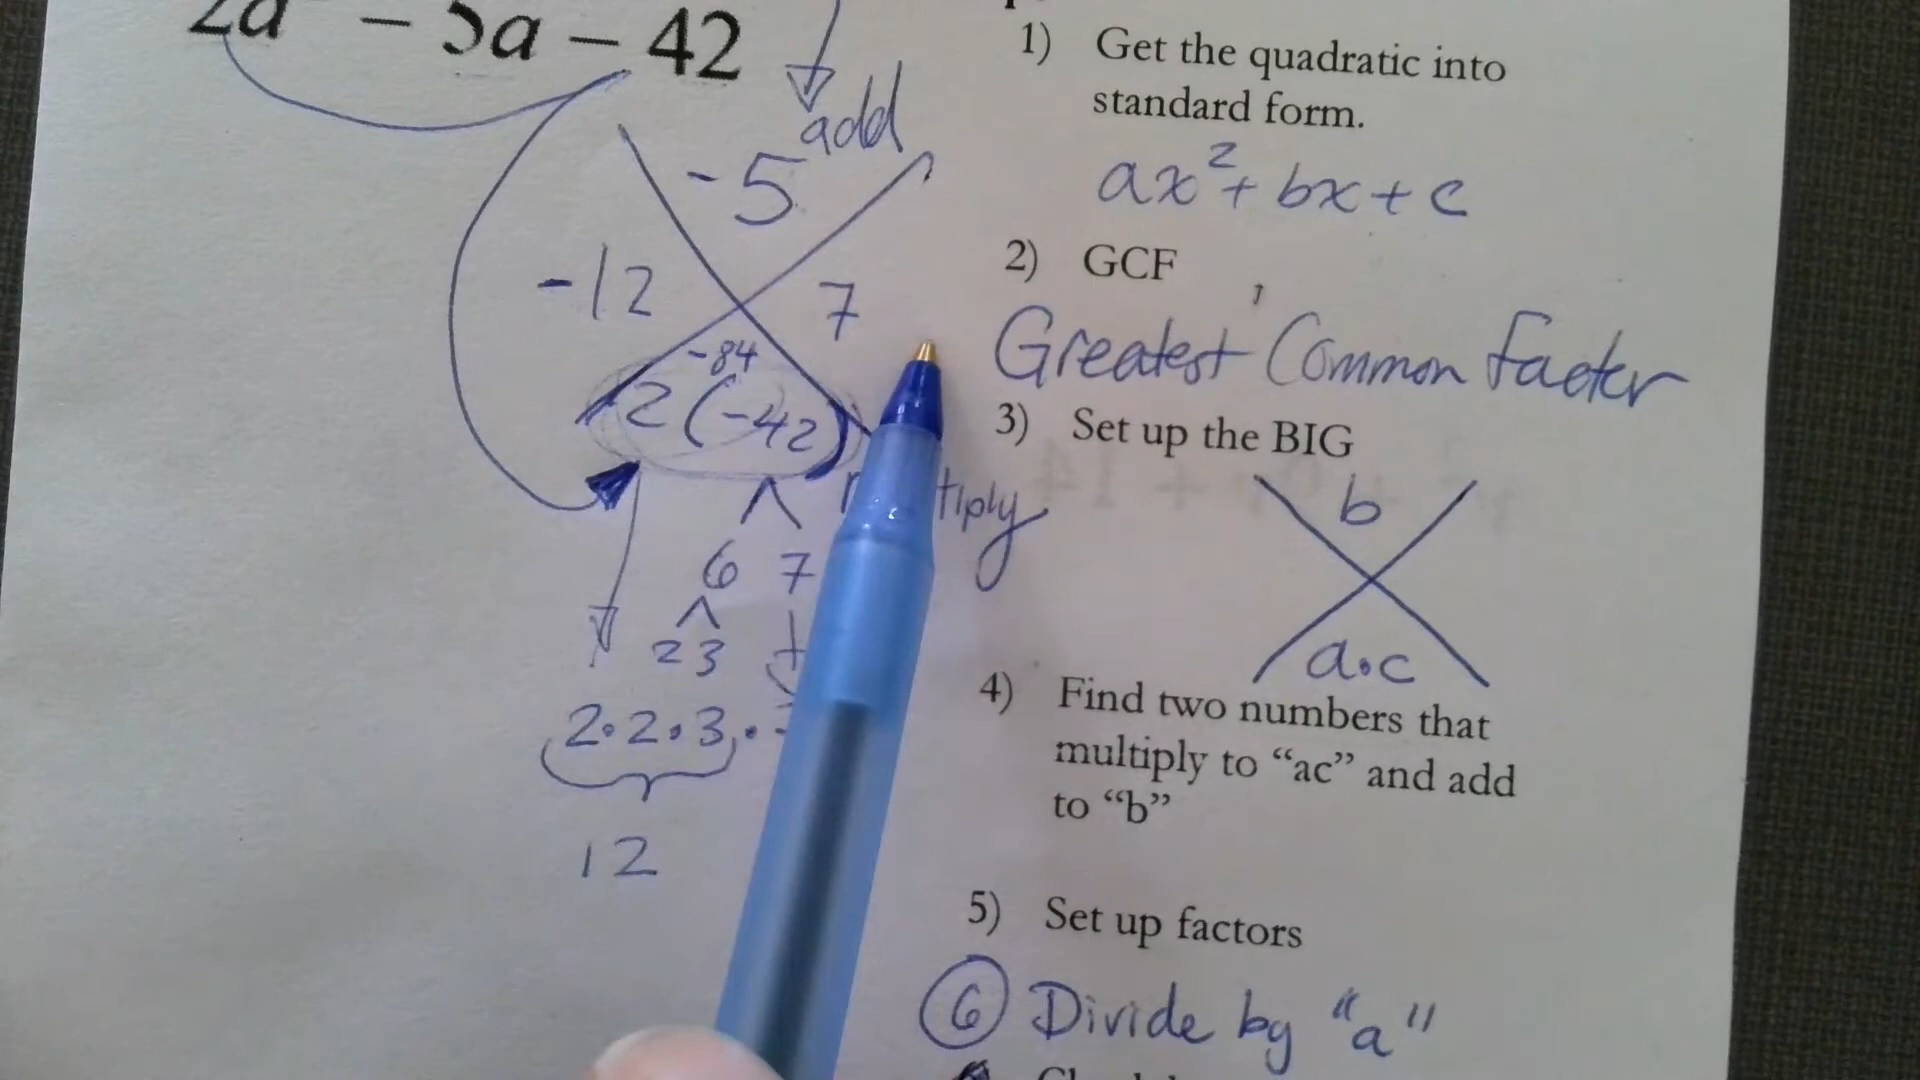 2a − 5a − 42
add
-5
-12
7
-84
2(-42)
tiply
6 7
2 3
2·2·3·
12
1) Get the quadratic into
standard form.
ax²+ bx + c
2) GCF
Greatest Common Factor
3) Set up the BIG
b
a·c
4) Find two numbers that
multiply to “ac” and add
to “b”
5) Set up factors
6 Divide by "a"